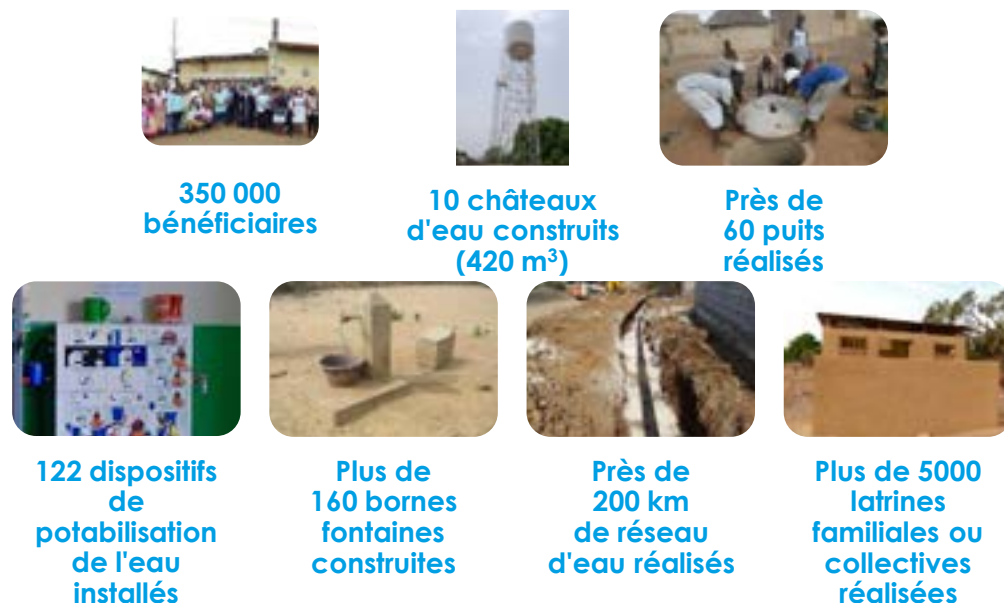 350 000
bénéficiaires
10 châteaux
d'eau construits
(420 m³)
Près de
60 puits
réalisés
122 dispositifs
de
potabilisation
de l'eau
installés
Plus de
160 bornes
fontaines
construites
Près de
200 km
de réseau
d'eau réalisés
Plus de 5000
latrines
familiales ou
collectives
réalisées